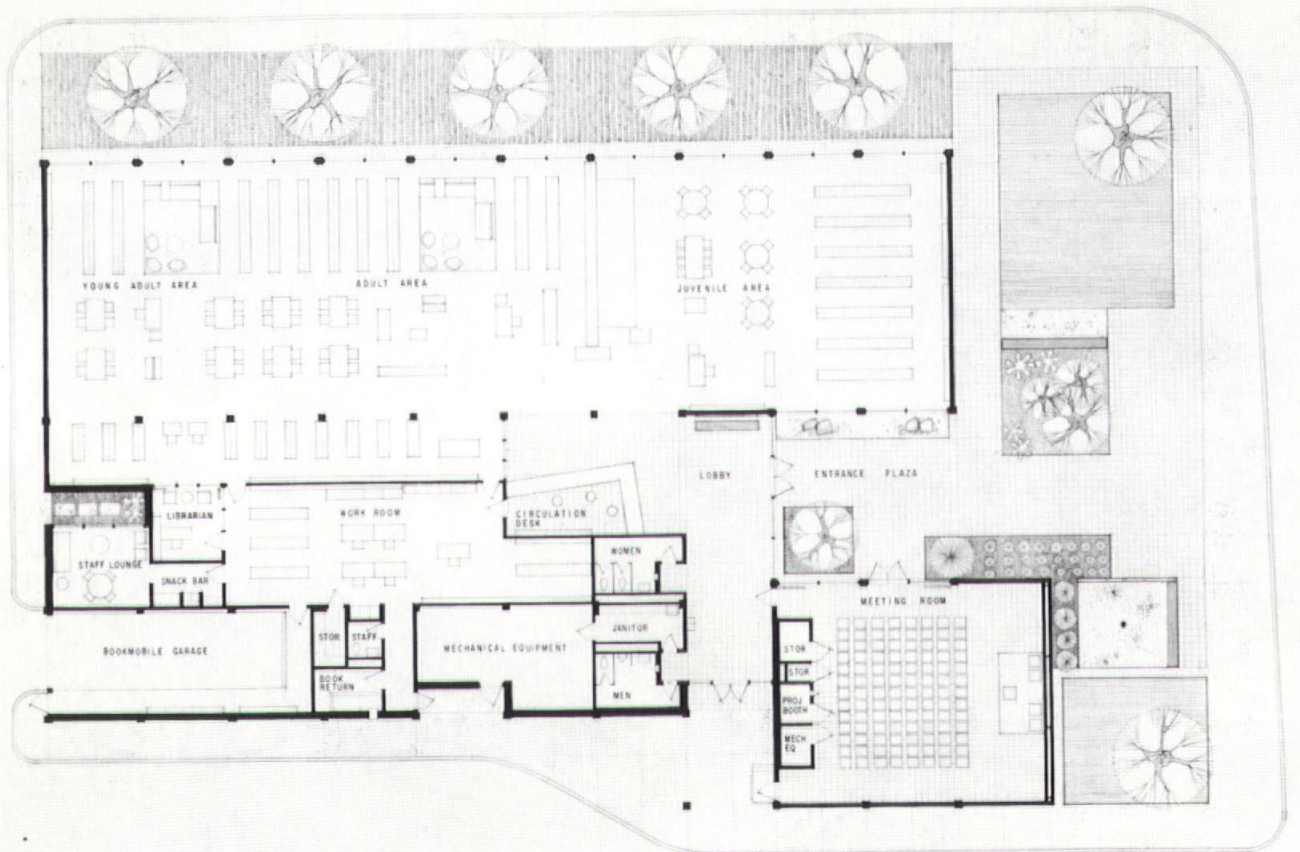 YOUNG ADULT AREA
ADULT AREA
JUVENILE AREA
LOBBY
ENTRANCE PLAZA
LIBRARIAN
WORK ROOM
CIRCULATION
DESK
WOMEN
STAFF LOUNGE
SNACK BAR
MEETING ROOM
STOR
STAFF
JANITOR
BOOKMOBILE GARAGE
MECHANICAL EQUIPMENT
STOR
STOR
BOOK
RETURN
MEN
PROJ
BOOTH
MECH
EQ